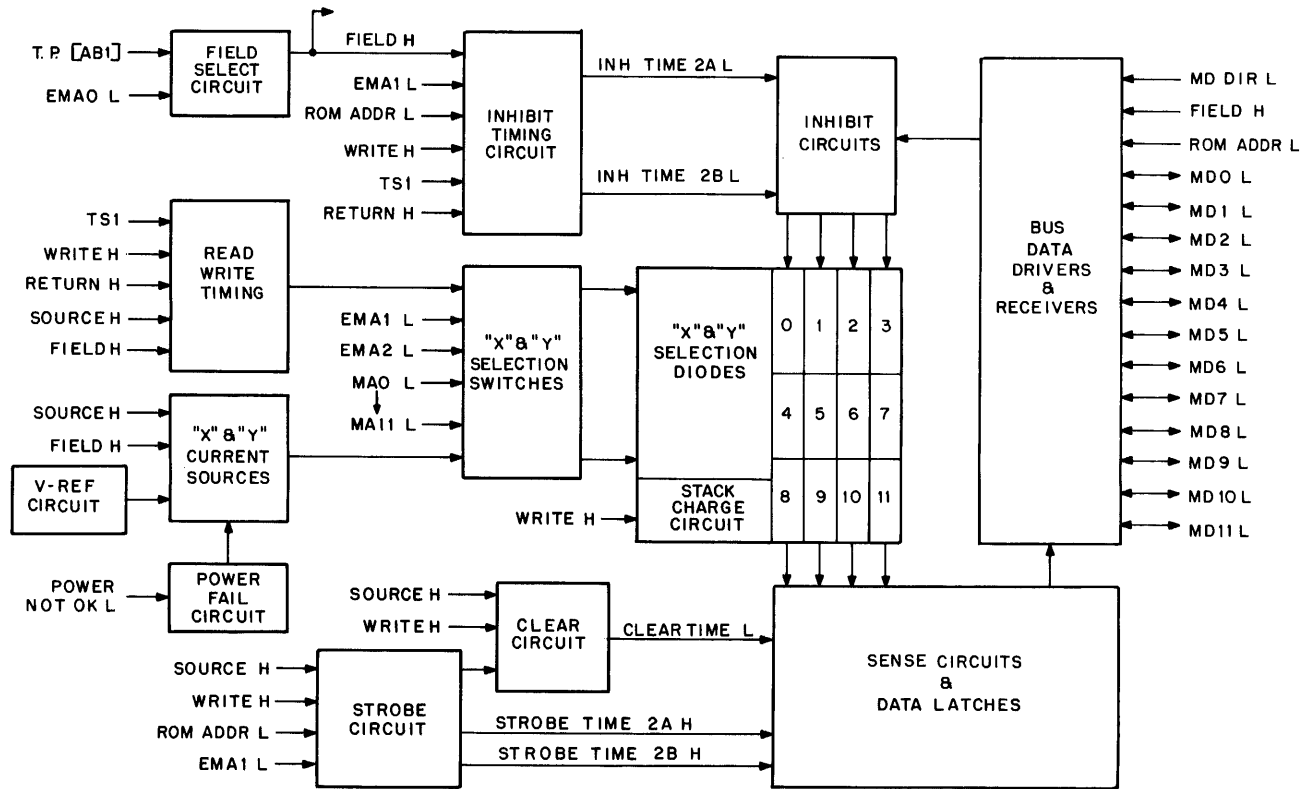 T.P. [AB1]
EMA0 L
FIELD
SELECT
CIRCUIT
FIELD H
EMA1 L
ROM ADDR L
WRITE H
TS1
RETURN H
INHIBIT
TIMING
CIRCUIT
INH TIME 2A L
INH TIME 2B L
INHIBIT
CIRCUITS
BUS
DATA
DRIVERS
&
RECEIVERS
MD DIR L
FIELD H
ROM ADDR L
MD0 L
MD1 L
MD2 L
MD3 L
MD4 L
MD5 L
MD6 L
MD7 L
MD8 L
MD9 L
MD10 L
MD11 L
TS1
WRITE H
RETURN H
SOURCE H
FIELD H
READ
WRITE
TIMING
EMA1 L
EMA2 L
MA0 L
MA11 L
"X" & "Y"
SELECTION
SWITCHES
"X" & "Y"
SELECTION
DIODES
0 1 2 3
4 5 6 7
8 9 10 11
STACK
CHARGE
CIRCUIT
WRITE H
SOURCE H
FIELD H
V-REF
CIRCUIT
"X" & "Y"
CURRENT
SOURCES
POWER
NOT OK L
POWER
FAIL
CIRCUIT
SOURCE H
WRITE H
CLEAR
CIRCUIT
CLEAR TIME L
SOURCE H
WRITE H
ROM ADDR L
EMA1 L
STROBE
CIRCUIT
STROBE TIME 2A H
STROBE TIME 2B H
SENSE CIRCUITS
&
DATA LATCHES